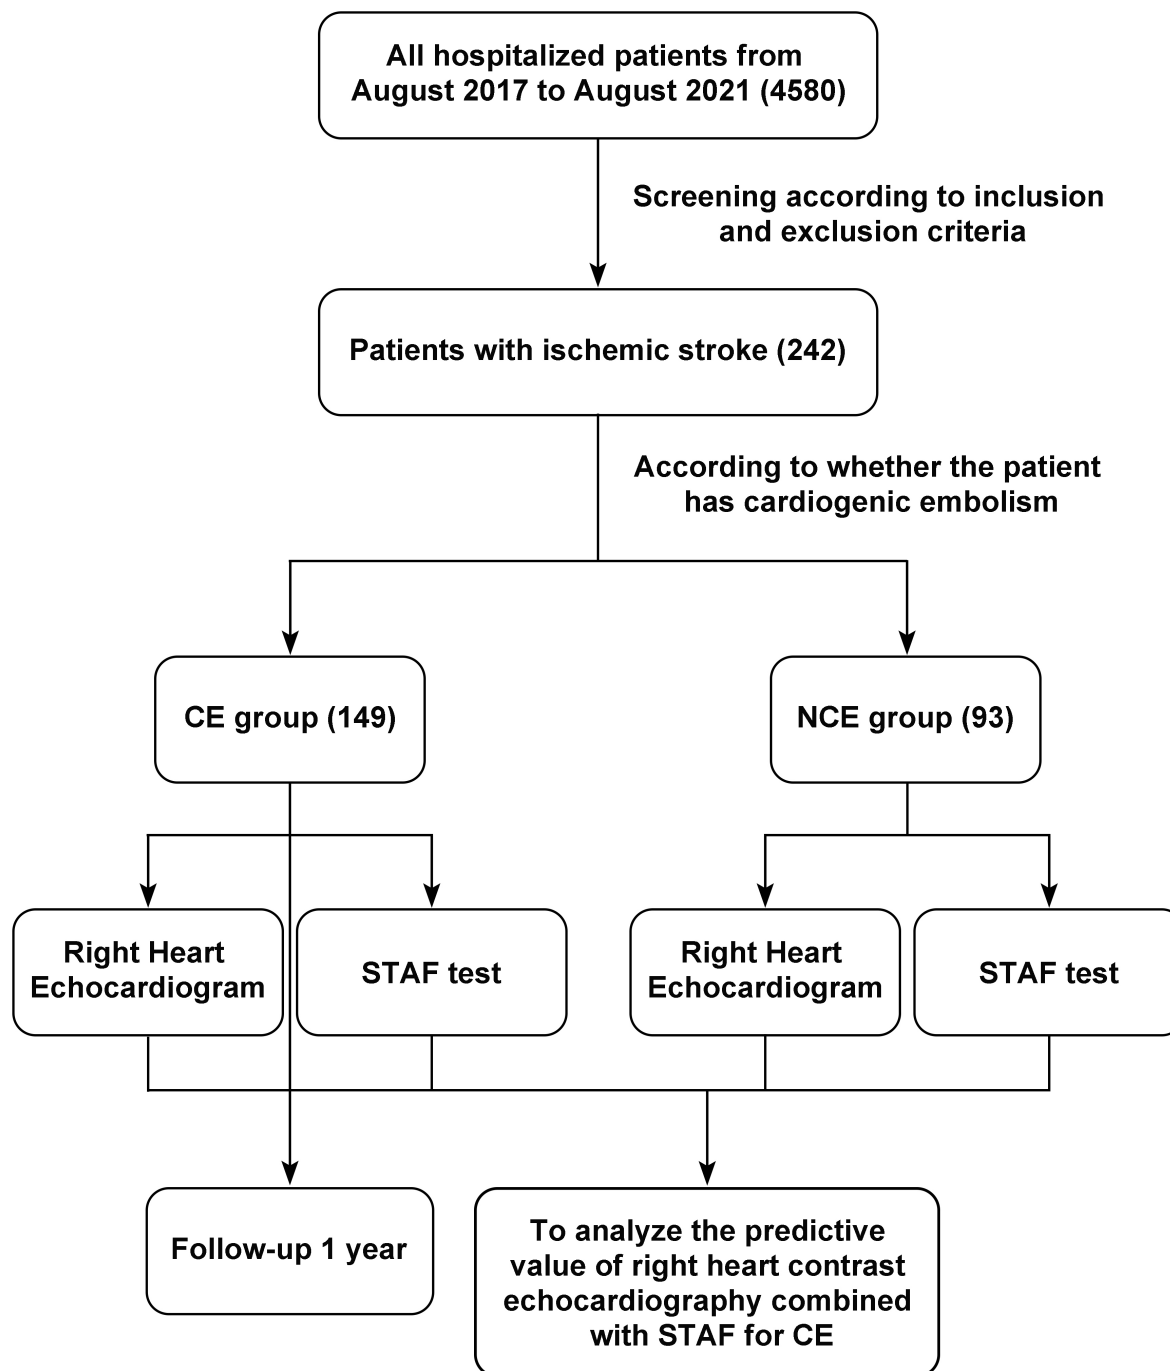 All hospitalized patients from
August 2017 to August 2021 (4580)
Screening according to inclusion
and exclusion criteria
Patients with ischemic stroke (242)
According to whether the patient
has cardiogenic embolism
CE group (149)
NCE group (93)
Right Heart
Echocardiogram
STAF test
Right Heart
Echocardiogram
STAF test
Follow-up 1 year
To analyze the predictive
value of right heart contrast
echocardiography combined
with STAF for CE